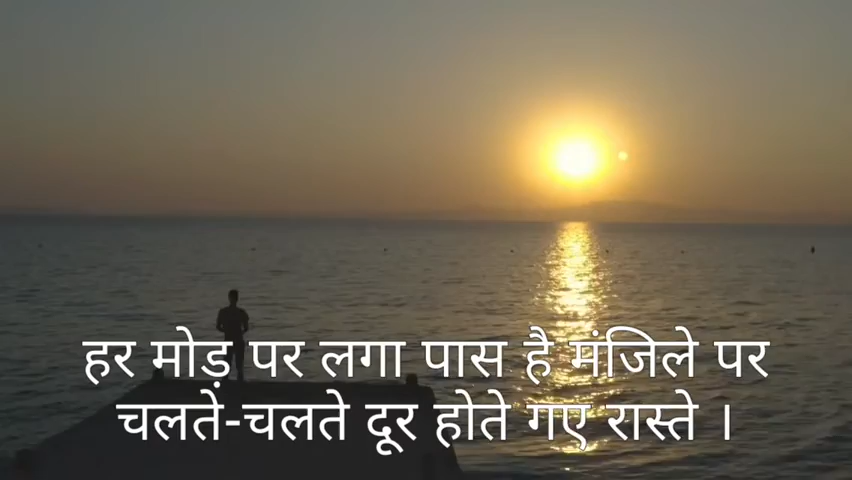 हर मोड़ पर लगा पास है मंजिले पर
चलते-चलते दूर होते गए रास्ते ।